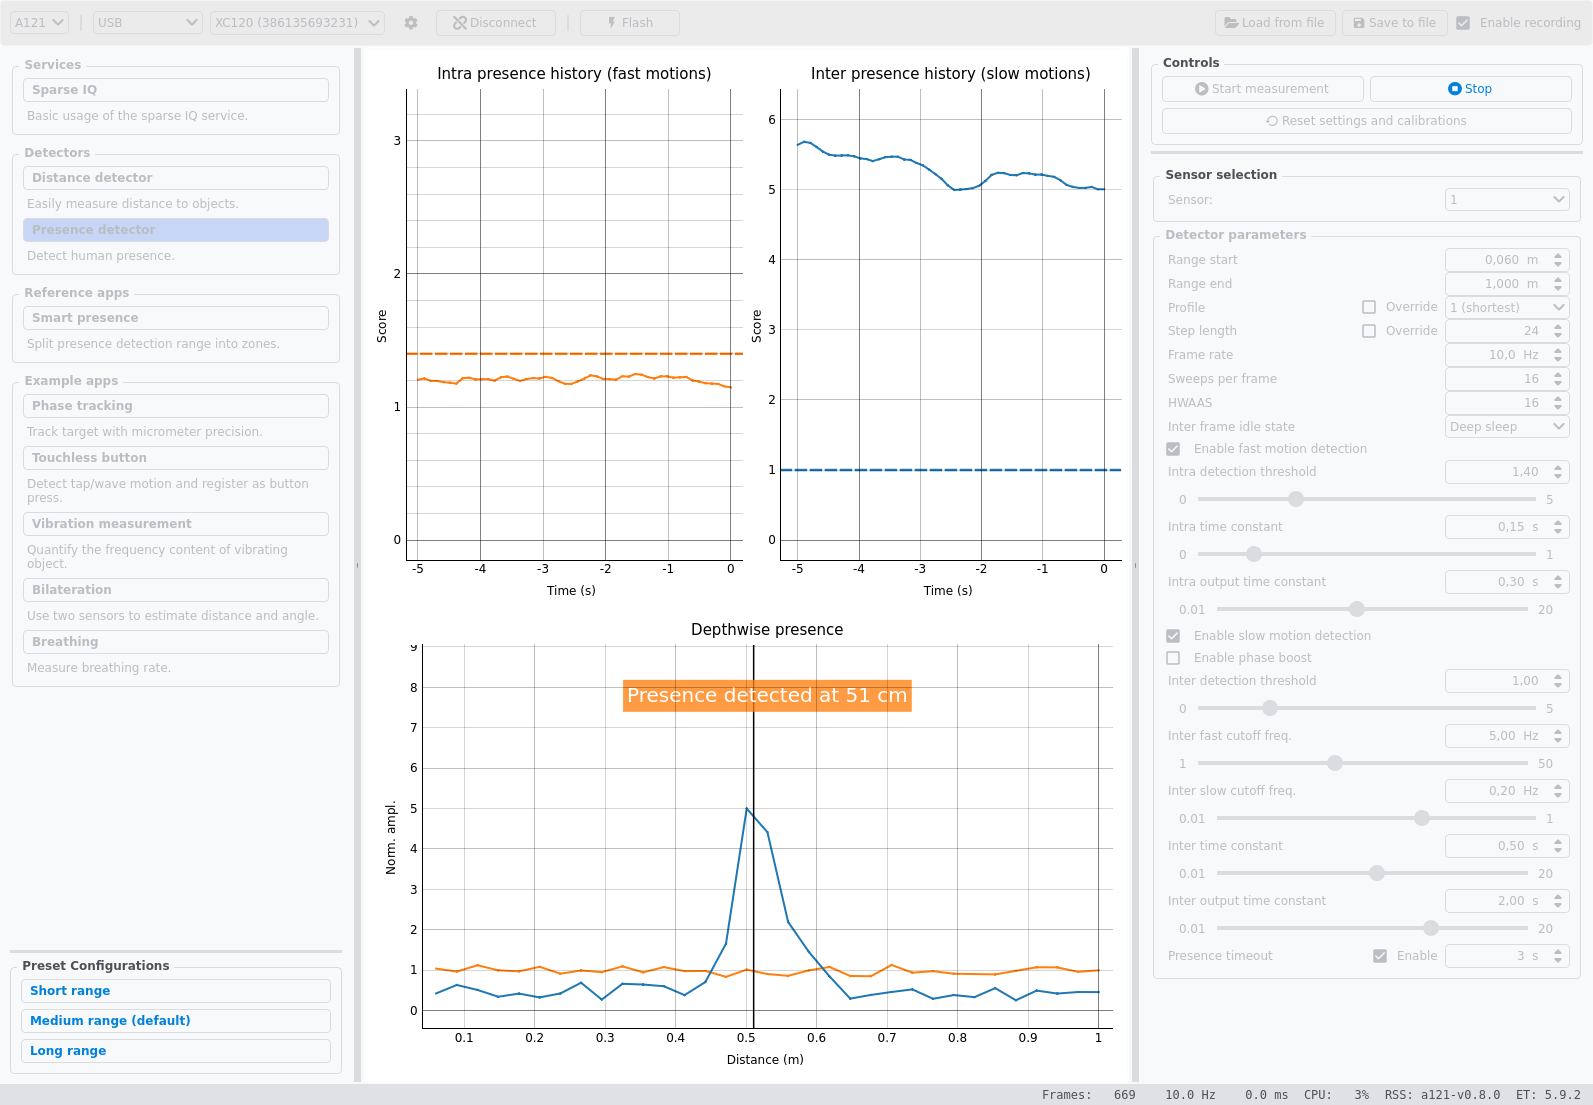 A121
USB
XC120 (386135693231)
Disconnect
Flash
Load from file
Save to file
Enable recording
Services
Sparse IQ
Basic usage of the sparse IQ service.
Detectors
Distance detector
Easily measure distance to objects.
Presence detector
Detect human presence.
Reference apps
Smart presence
Split presence detection range into zones.
Example apps
Phase tracking
Track target with micrometer precision.
Touchless button
Detect tap/wave motion and register as button
press.
Vibration measurement
Quantify the frequency content of vibrating
object.
Bilateration
Use two sensors to estimate distance and angle.
Breathing
Measure breathing rate.
Preset Configurations
Short range
Medium range (default)
Long range
Intra presence history (fast motions)
Score
3
2
1
0
-5 -4 -3 -2 -1 0
Time (s)
Inter presence history (slow motions)
Score
6
5
4
3
2
1
0
-5 -4 -3 -2 -1 0
Time (s)
Depthwise presence
Presence detected at 51 cm
Norm. ampl.
9
8
7
6
5
4
3
2
1
0
0.1 0.2 0.3 0.4 0.5 0.6 0.7 0.8 0.9 1
Distance (m)
Controls
Start measurement
Stop
Reset settings and calibrations
Sensor selection
Sensor: 1
Detector parameters
Range start 0,060 m
Range end 1,000 m
Profile Override 1 (shortest)
Step length Override 24
Frame rate 10,0 Hz
Sweeps per frame 16
HWAAS 16
Inter frame idle state Deep sleep
Enable fast motion detection
Intra detection threshold 1,40
0 5
Intra time constant 0,15 s
0 1
Intra output time constant 0,30 s
0.01 20
Enable slow motion detection
Enable phase boost
Inter detection threshold 1,00
0 5
Inter fast cutoff freq. 5,00 Hz
1 50
Inter slow cutoff freq. 0,20 Hz
0.01 1
Inter time constant 0,50 s
0.01 20
Inter output time constant 2,00 s
0.01 20
Presence timeout Enable 3 s
Frames: 669 10.0 Hz 0.0 ms CPU: 3% RSS: a121-v0.8.0 ET: 5.9.2